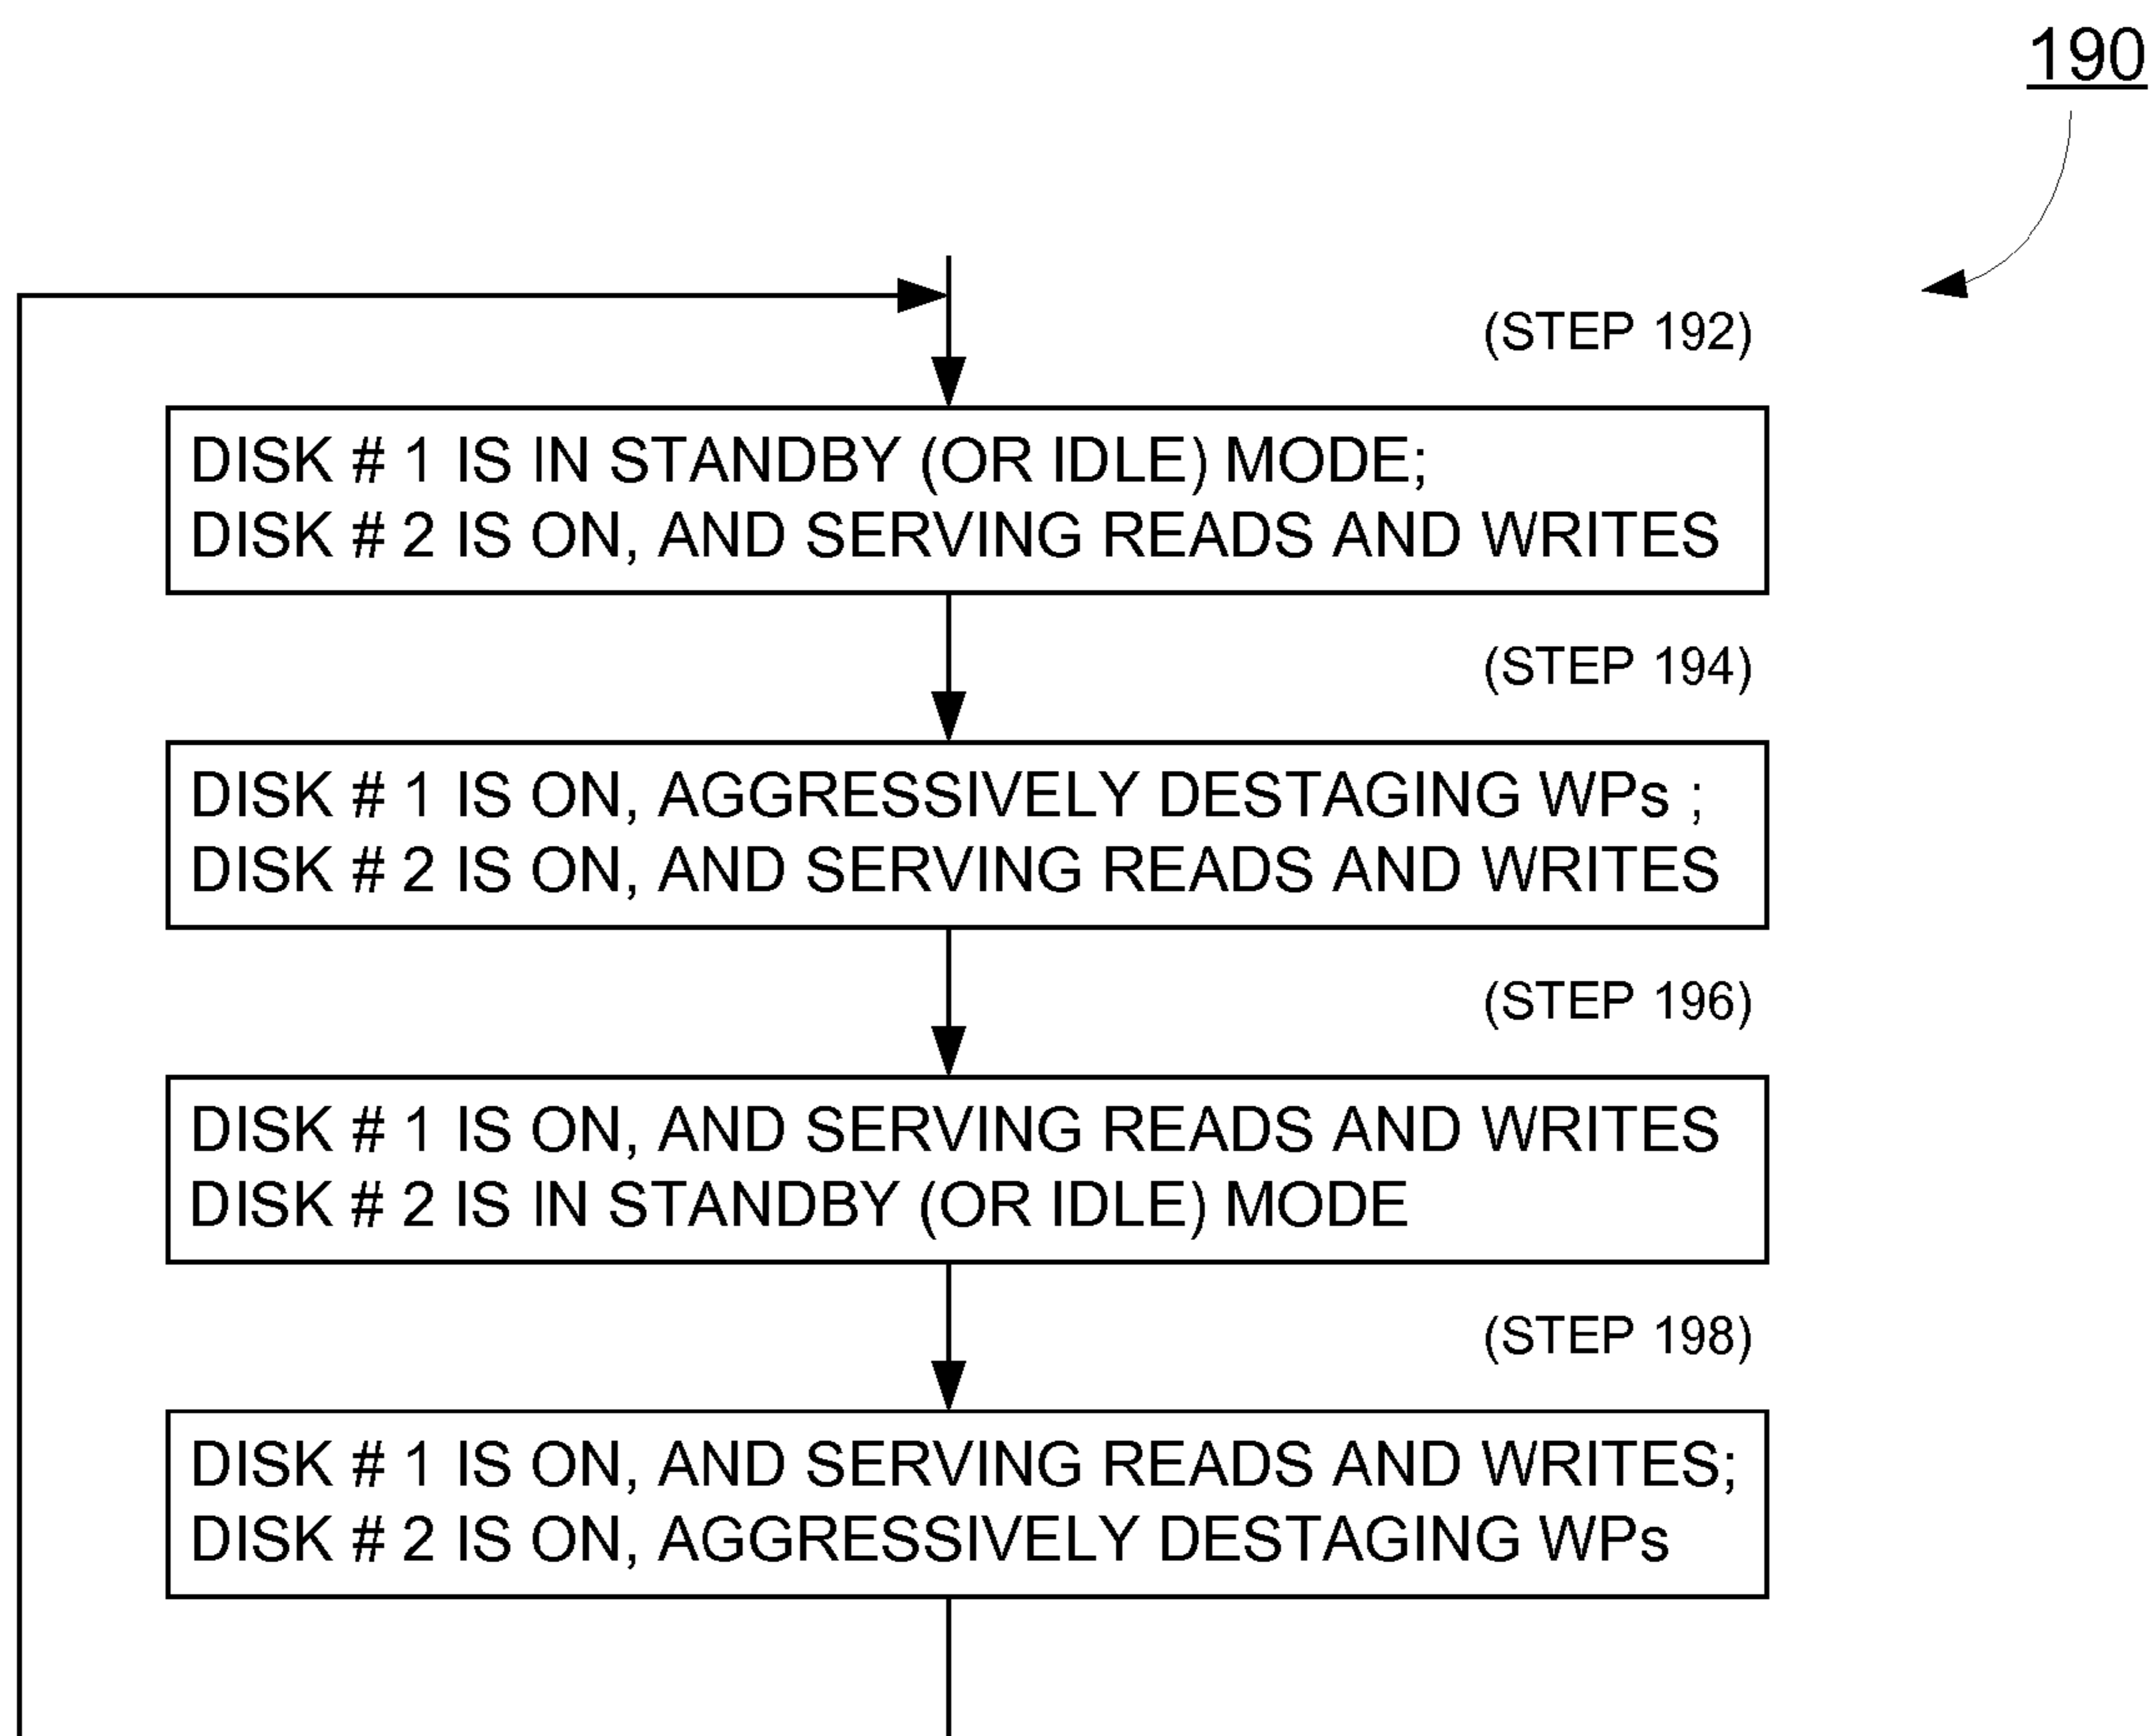 190
(STEP 192)
DISK # 1 IS IN STANDBY (OR IDLE) MODE;
DISK # 2 IS ON, AND SERVING READS AND WRITES
(STEP 194)
DISK # 1 IS ON, AGGRESSIVELY DESTAGING WPs ;
DISK # 2 IS ON, AND SERVING READS AND WRITES
(STEP 196)
DISK # 1 IS ON, AND SERVING READS AND WRITES
DISK # 2 IS IN STANDBY (OR IDLE) MODE
(STEP 198)
DISK # 1 IS ON, AND SERVING READS AND WRITES;
DISK # 2 IS ON, AGGRESSIVELY DESTAGING WPs